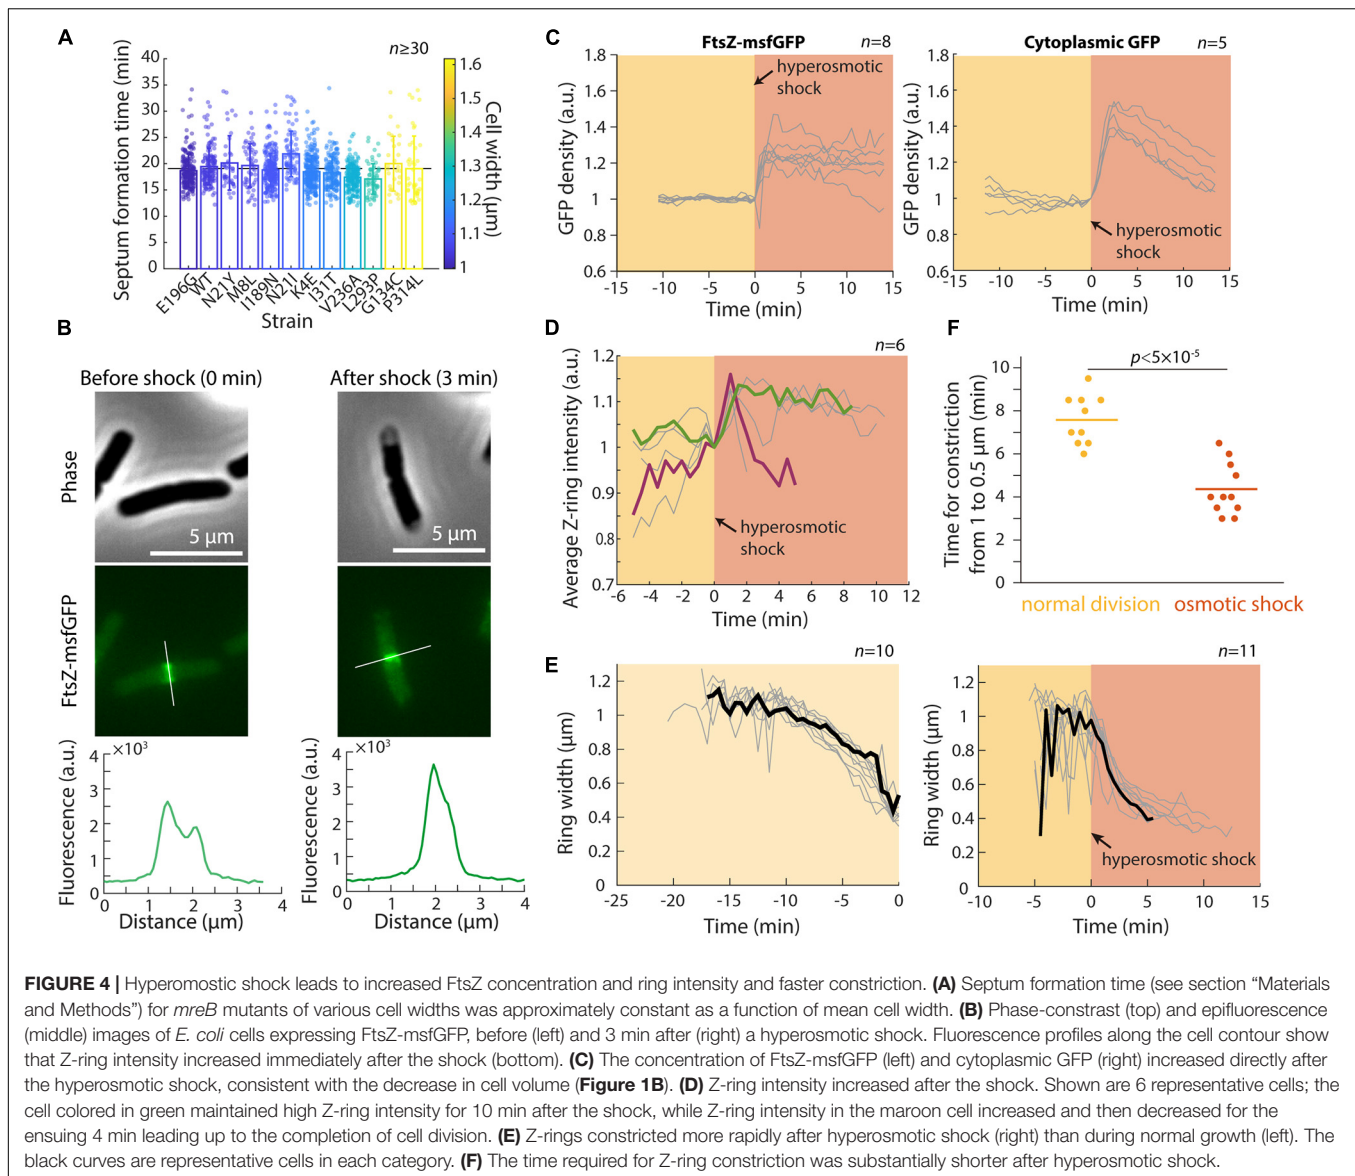 A
n≥30
Septum formation time (min)
40
35
30
25
20
15
10
5
0
E196G
WT
N21Y
M8L
I189N
N21I
K4E
I31T
V236A
L293P
G134C
P314L
Strain
1.6
1.5
1.4
1.3
1.2
1.1
1
Cell width (μm)
B
Before shock (0 min)
After shock (3 min)
Phase
5 μm
5 μm
FtsZ-msfGFP
Fluorescence (a.u.)
×10³
4
3
2
1
0
0 1 2 3 4
Distance (μm)
Fluorescence (a.u.)
×10³
4
3
2
1
0
0 1 2 3 4
Distance (μm)
C
FtsZ-msfGFP
n=8
GFP density (a.u.)
1.8
1.6
1.4
1.2
1
0.8
0.6
hyperosmotic
shock
-15 -10 -5 0 5 10 15
Time (min)
Cytoplasmic GFP
n=5
GFP density (a.u.)
1.8
1.6
1.4
1.2
1
0.8
0.6
hyperosmotic
shock
-15 -10 -5 0 5 10 15
Time (min)
D
n=6
Average Z-ring intensity (a.u.)
1.2
1.1
1
0.9
0.8
0.7
hyperosmotic
shock
-6 -4 -2 0 2 4 6 8 10 12
Time (min)
F
p<5×10⁻⁵
Time for constriction
from 1 to 0.5 μm (min)
10
8
6
4
2
0
normal division
osmotic shock
E
n=10
Ring width (μm)
1.2
1
0.8
0.6
0.4
0.2
0
-25 -20 -15 -10 -5 0
Time (min)
n=11
Ring width (μm)
1.2
1
0.8
0.6
0.4
0.2
0
hyperosmotic shock
-10 -5 0 5 10 15
Time (min)
FIGURE 4 | Hyperomostic shock leads to increased FtsZ concentration and ring intensity and faster constriction. (A) Septum formation time (see section “Materials
and Methods”) for mreB mutants of various cell widths was approximately constant as a function of mean cell width. (B) Phase-constrast (top) and epifluorescence
(middle) images of E. coli cells expressing FtsZ-msfGFP, before (left) and 3 min after (right) a hyperosmotic shock. Fluorescence profiles along the cell contour show
that Z-ring intensity increased immediately after the shock (bottom). (C) The concentration of FtsZ-msfGFP (left) and cytoplasmic GFP (right) increased directly after
the hyperosmotic shock, consistent with the decrease in cell volume (Figure 1B). (D) Z-ring intensity increased after the shock. Shown are 6 representative cells; the
cell colored in green maintained high Z-ring intensity for 10 min after the shock, while Z-ring intensity in the maroon cell increased and then decreased for the
ensuing 4 min leading up to the completion of cell division. (E) Z-rings constricted more rapidly after hyperosmotic shock (right) than during normal growth (left). The
black curves are representative cells in each category. (F) The time required for Z-ring constriction was substantially shorter after hyperosmotic shock.